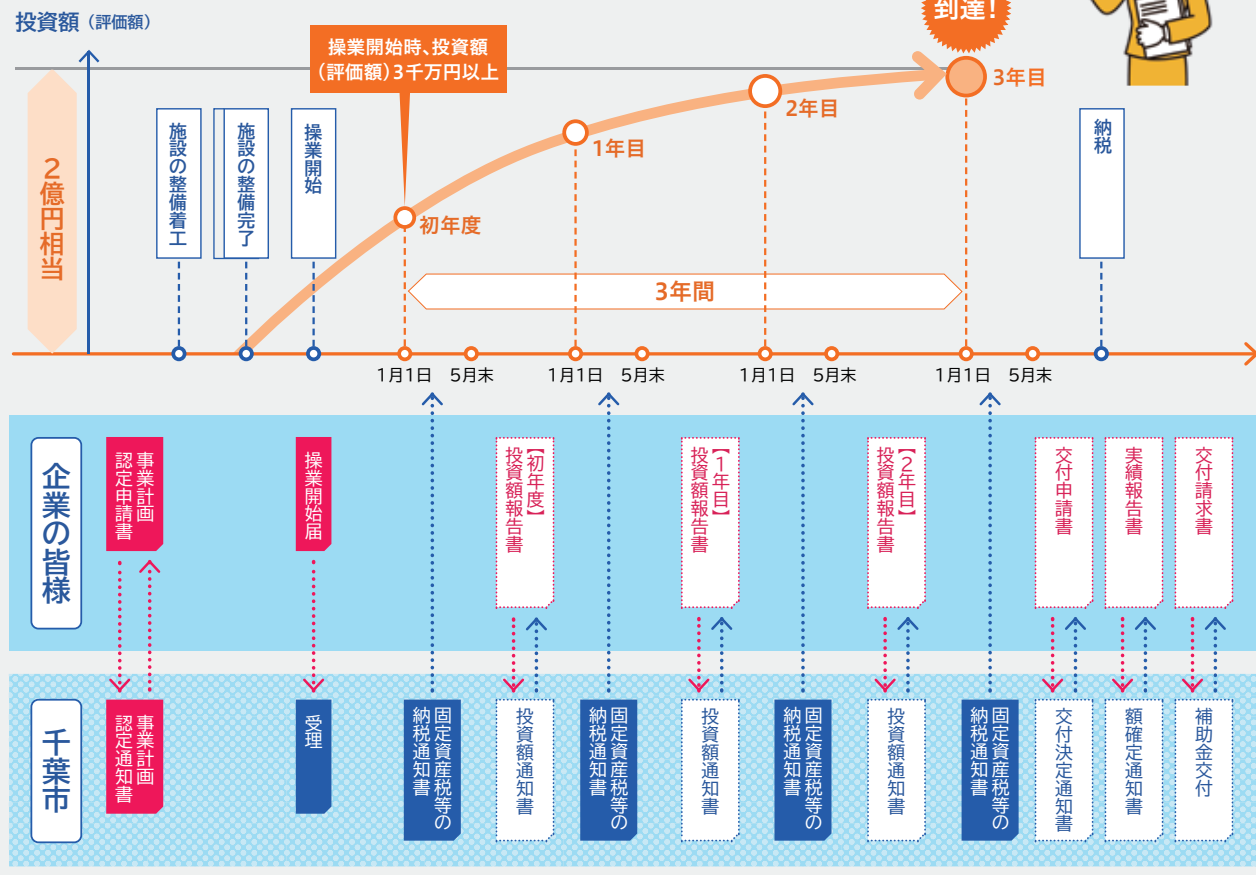 投資額（評価額）
到達！
操業開始時、投資額
（評価額）3千万円以上
3年目
2年目
1年目
初年度
2億円相当
施設の整備着工
施設の整備完了
操業開始
納税
3年間
1月1日 5月末 1月1日 5月末 1月1日 5月末 1月1日 5月末
企業の皆様
事業計画
認定申請書
操業開始届
【初年度】
投資額報告書
【1年目】
投資額報告書
【2年目】
投資額報告書
交付申請書
実績報告書
交付請求書
千葉市
事業計画
認定通知書
受理
固定資産税等の
納税通知書
投資額通知書
固定資産税等の
納税通知書
投資額通知書
固定資産税等の
納税通知書
投資額通知書
固定資産税等の
納税通知書
交付決定通知書
額確定通知書
補助金交付